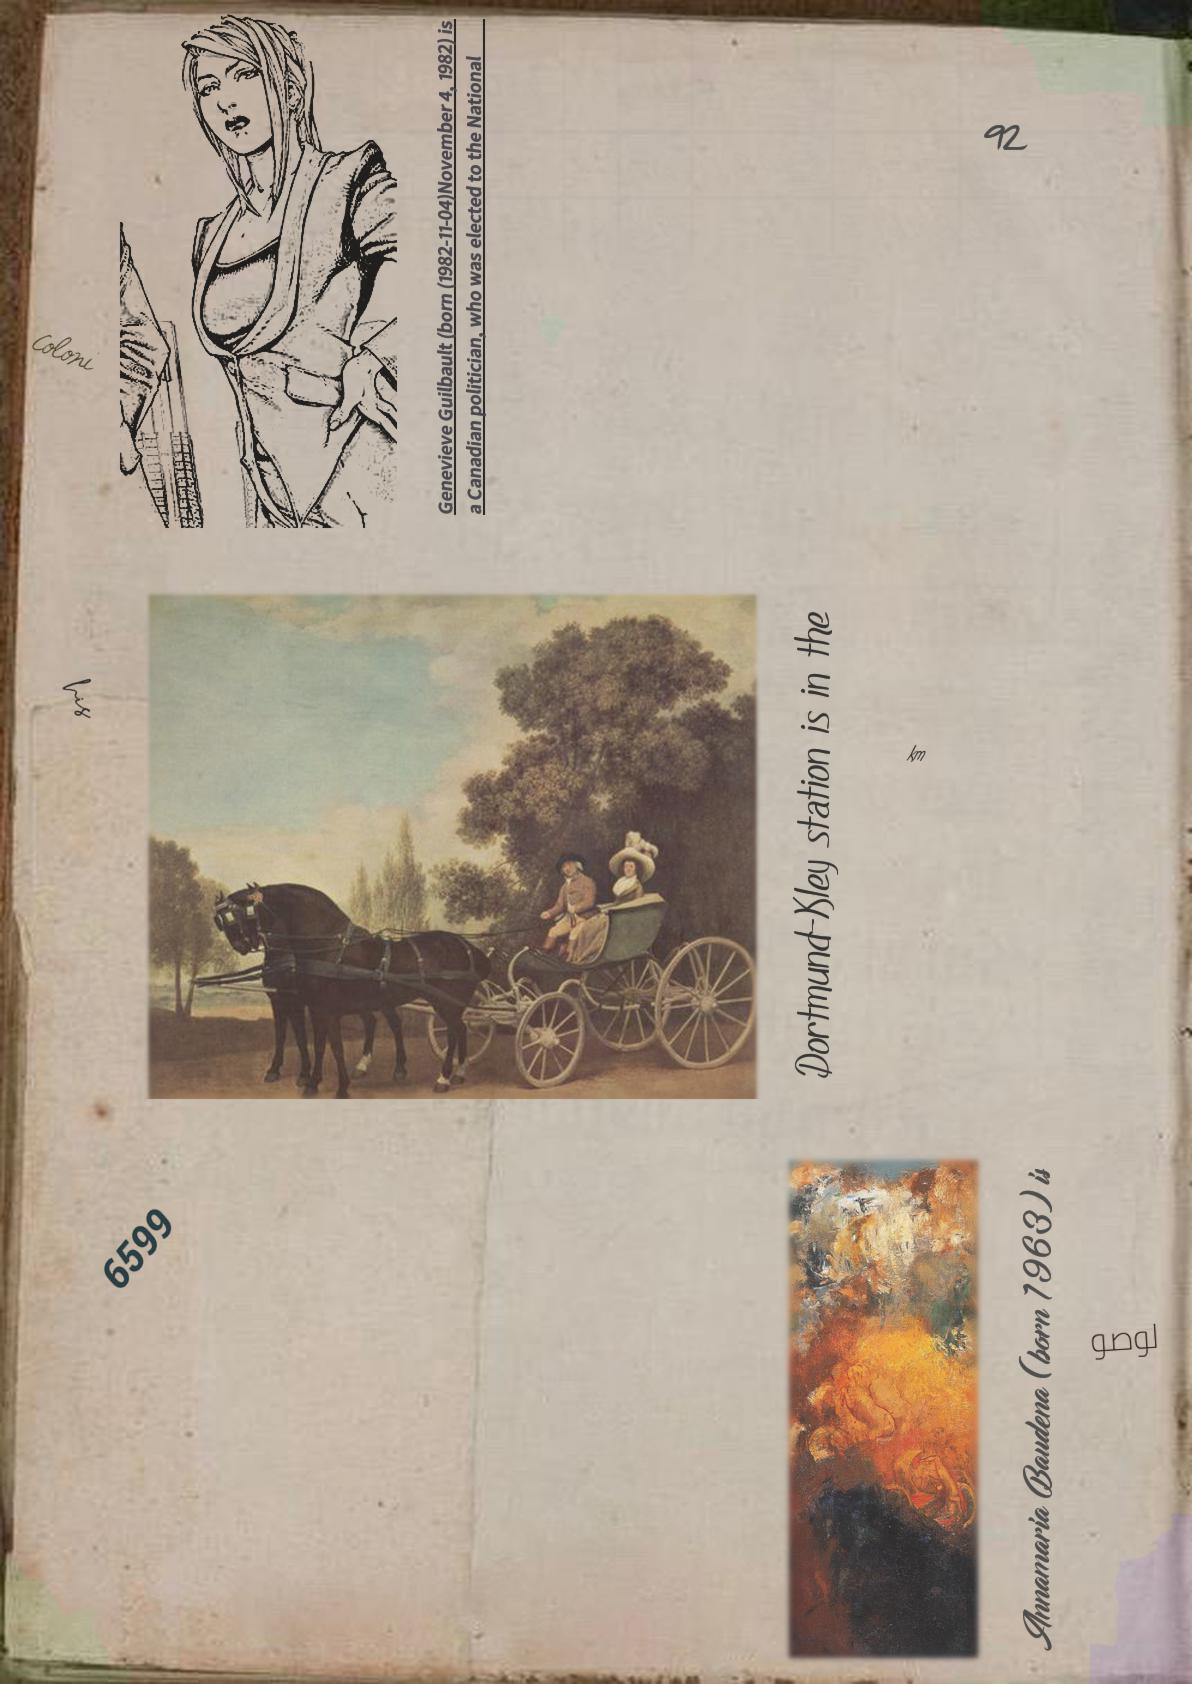 Genevieve Guilbault (born (1982-11-04)November 4, 1982) is
a Canadian politician, who was elected to the National
92
coloni
his
Dortmund-Kley station is in the
km
6599
Annamaria Baudena (born 1963) is
لوصو